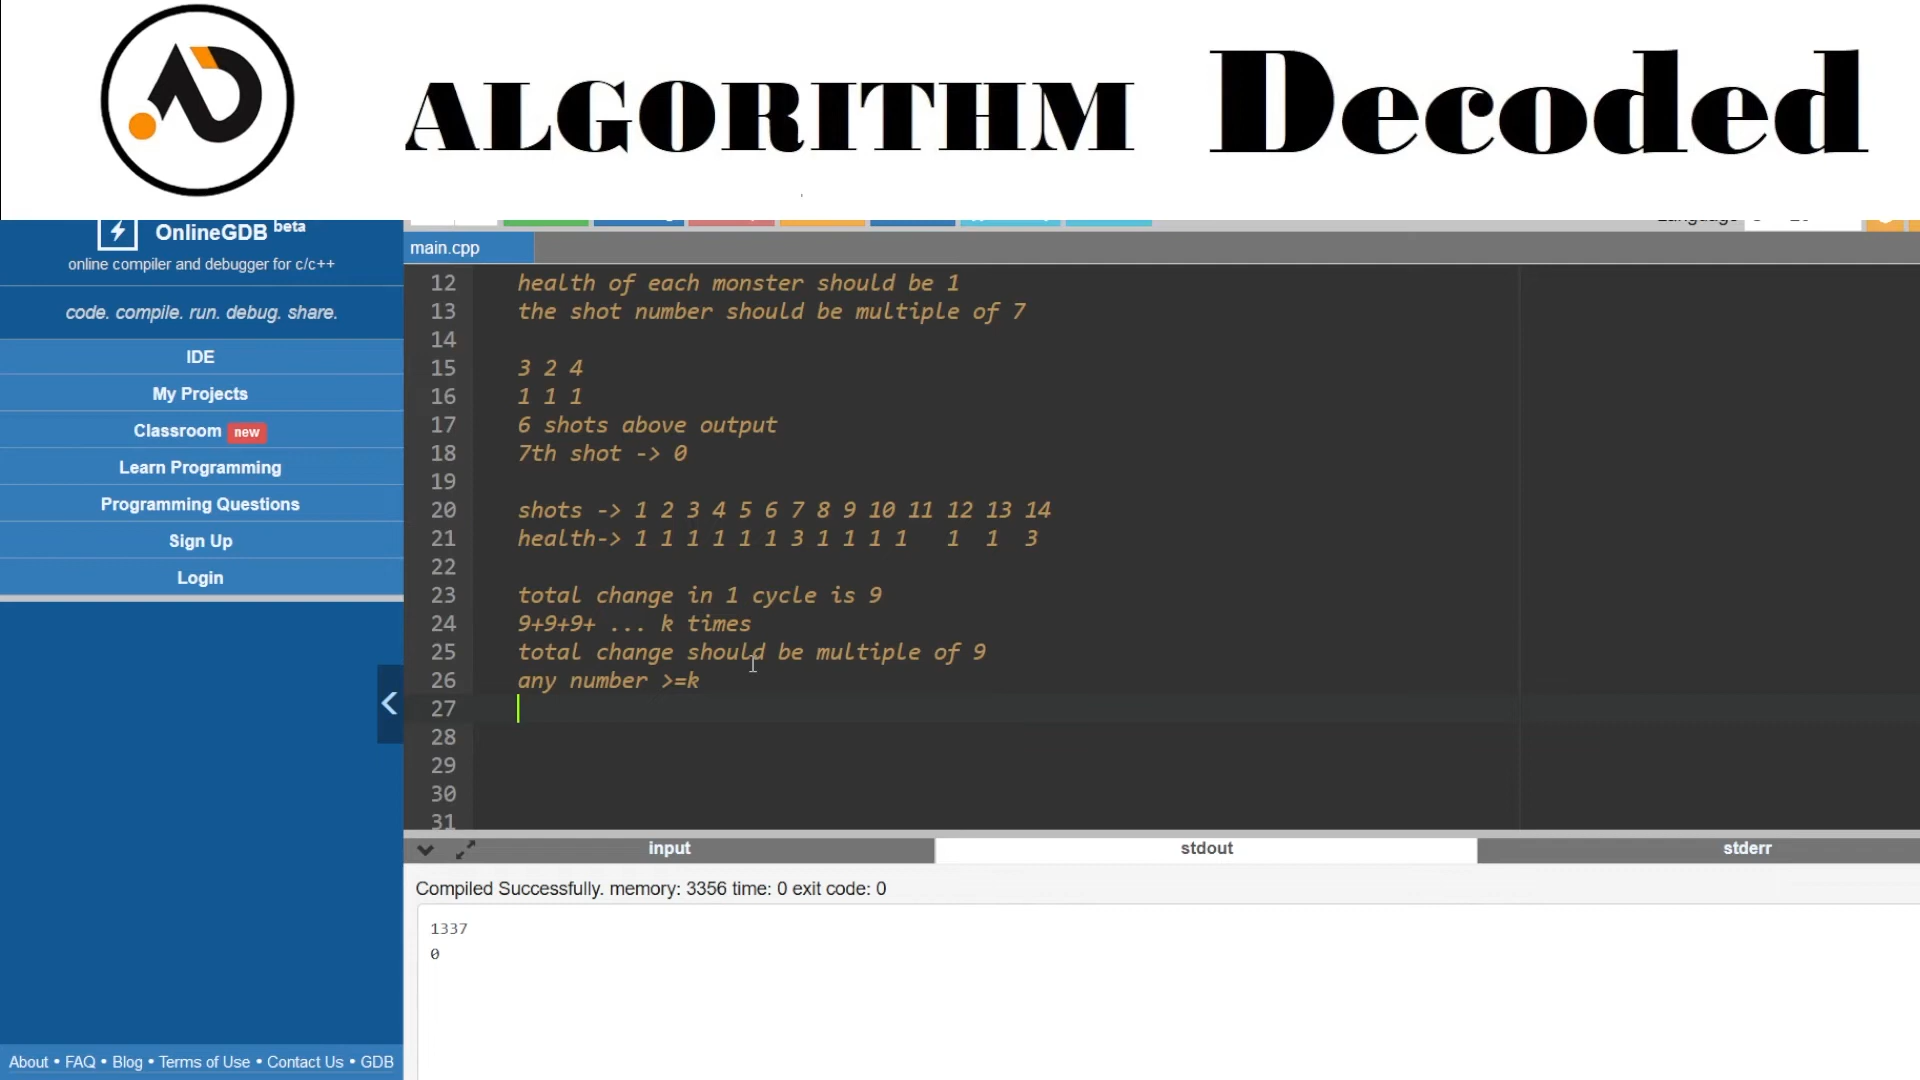 ALGORITHM Decoded
OnlineGDB beta
online compiler and debugger for c/c++
code. compile. run. debug. share.
IDE
My Projects
Classroom new
Learn Programming
Programming Questions
Sign Up
Login
About • FAQ • Blog • Terms of Use • Contact Us • GDB
main.cpp
12 health of each monster should be 1
13 the shot number should be multiple of 7
14
15 3 2 4
16 1 1 1
17 6 shots above output
18 7th shot -> 0
19
20 shots -> 1 2 3 4 5 6 7 8 9 10 11 12 13 14
21 health-> 1 1 1 1 1 1 3 1 1 1 1 1 1 3
22
23 total change in 1 cycle is 9
24 9+9+9+ ... k times
25 total change should be multiple of 9
26 any number >=k
27
28
29
30
31
input
stdout
stderr
Compiled Successfully. memory: 3356 time: 0 exit code: 0
1337
0